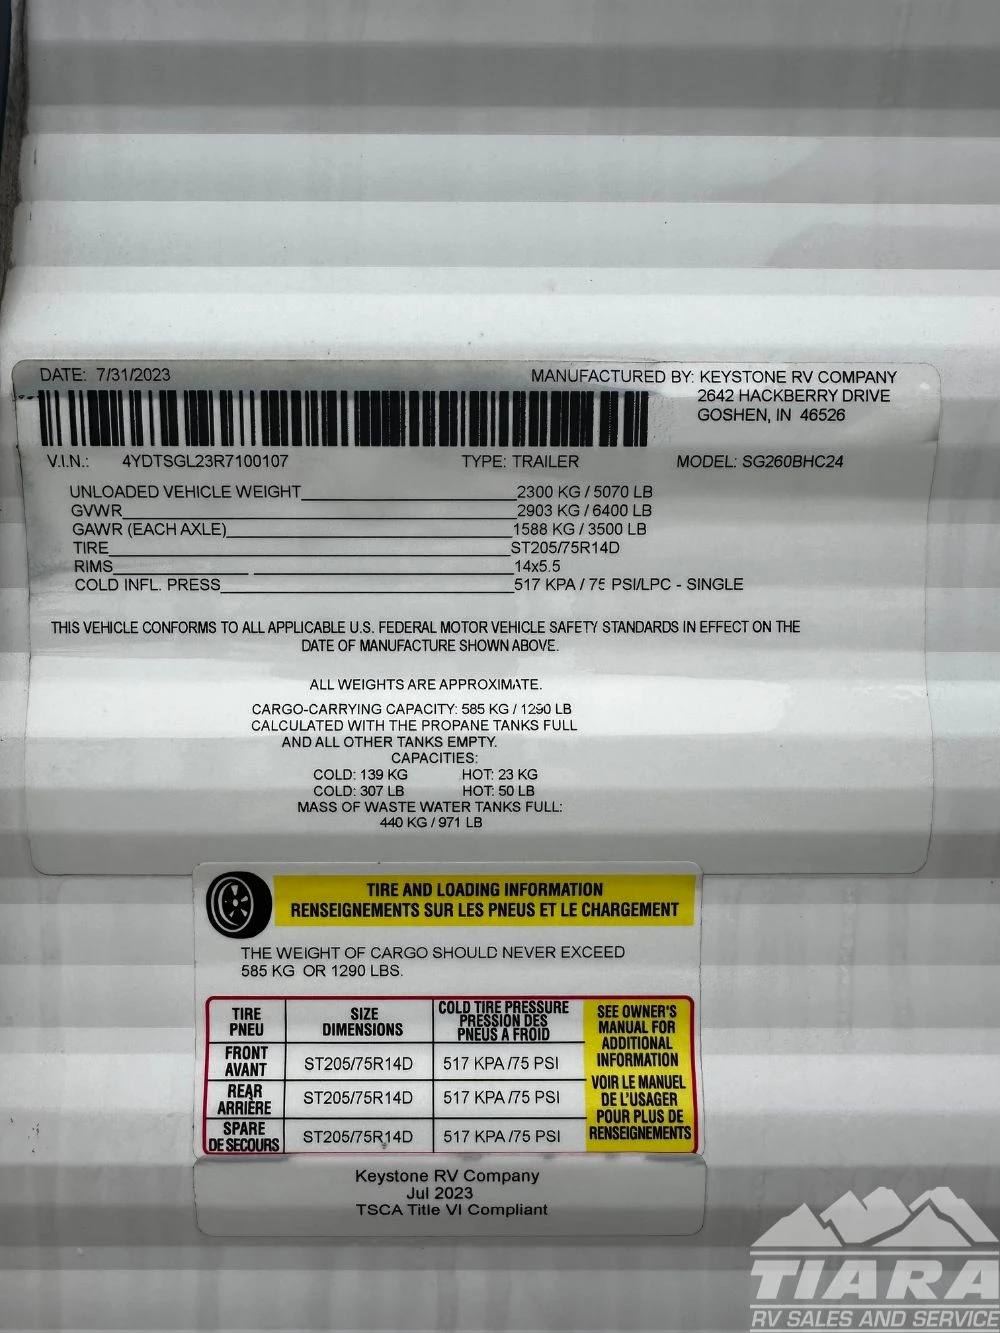 DATE: 7/31/2023
MANUFACTURED BY: KEYSTONE RV COMPANY
2642 HACKBERRY DRIVE
GOSHEN, IN 46526
V.I.N.: 4YDTSGL23R7100107 TYPE: TRAILER MODEL: SG260BHC24
UNLOADED VEHICLE WEIGHT 2300 KG / 5070 LB
GVWR 2903 KG / 6400 LB
GAWR (EACH AXLE) 1588 KG / 3500 LB
TIRE ST205/75R14D
RIMS 14x5.5
COLD INFL. PRESS 517 KPA / 75 PSI/LPC - SINGLE
THIS VEHICLE CONFORMS TO ALL APPLICABLE U.S. FEDERAL MOTOR VEHICLE SAFETY STANDARDS IN EFFECT ON THE
DATE OF MANUFACTURE SHOWN ABOVE.
ALL WEIGHTS ARE APPROXIMATE.
CARGO-CARRYING CAPACITY: 585 KG / 1290 LB
CALCULATED WITH THE PROPANE TANKS FULL
AND ALL OTHER TANKS EMPTY.
CAPACITIES:
COLD: 139 KG HOT: 23 KG
COLD: 307 LB HOT: 50 LB
MASS OF WASTE WATER TANKS FULL:
440 KG / 971 LB
TIRE AND LOADING INFORMATION
RENSEIGNEMENTS SUR LES PNEUS ET LE CHARGEMENT
THE WEIGHT OF CARGO SHOULD NEVER EXCEED
585 KG OR 1290 LBS.
TIRE
PNEU
SIZE
DIMENSIONS
COLD TIRE PRESSURE
PRESSION DES
PNEUS A FROID
FRONT
AVANT
ST205/75R14D 517 KPA /75 PSI
REAR
ARRIÈRE
ST205/75R14D 517 KPA /75 PSI
SPARE
DE SECOURS
ST205/75R14D 517 KPA /75 PSI
SEE OWNER'S
MANUAL FOR
ADDITIONAL
INFORMATION
VOIR LE MANUEL
DE L'USAGER
POUR PLUS DE
RENSEIGNEMENTS
Keystone RV Company
Jul 2023
TSCA Title VI Compliant
TIARA
RV SALES AND SERVICE